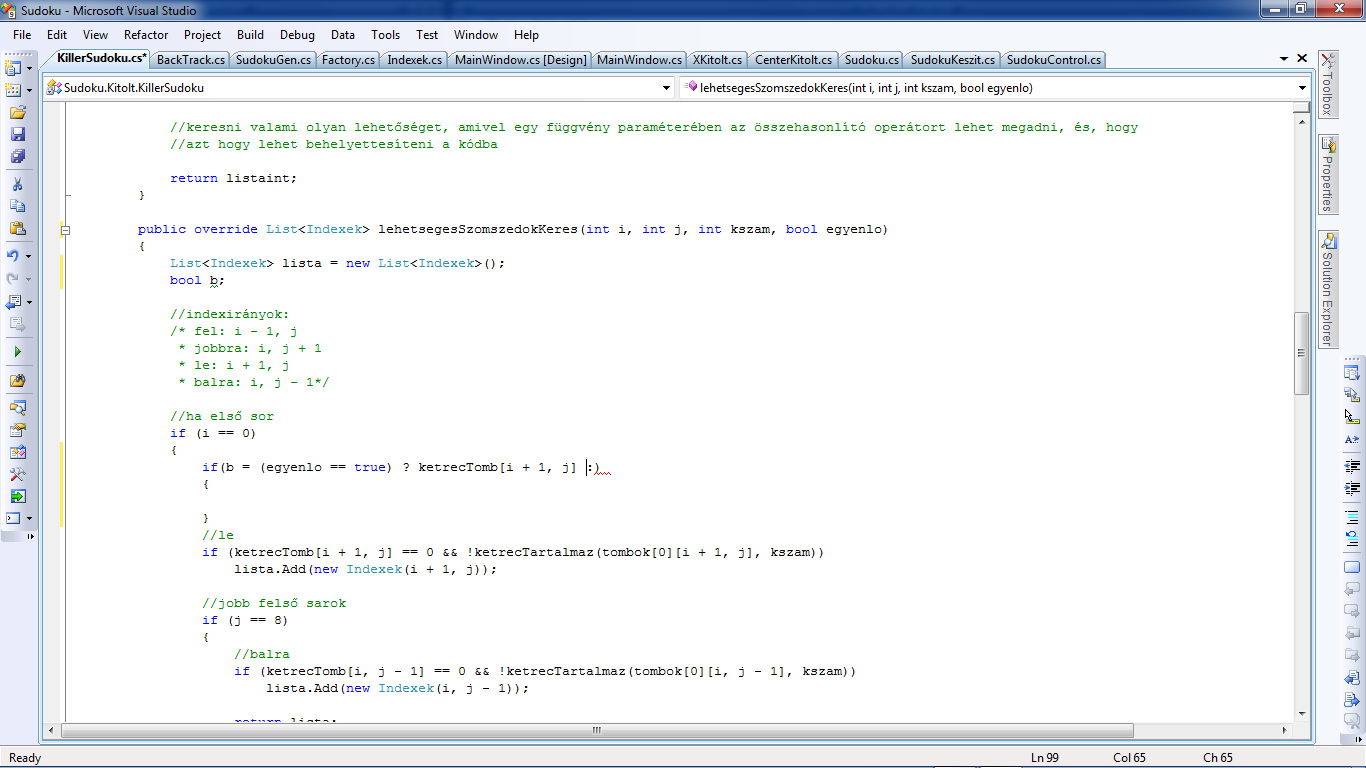 Sudoku - Microsoft Visual Studio
File Edit View Refactor Project Build Debug Data Tools Test Window Help
KillerSudoku.cs* BackTrack.cs SudokuGen.cs Factory.cs Indexek.cs MainWindow.cs [Design] MainWindow.cs XKitolt.cs CenterKitolt.cs Sudoku.cs SudokuKeszit.cs SudokuControl.cs
Sudoku.Kitolt.KillerSudoku lehetsegesSzomszedokKeres(int i, int j, int kszam, bool egyenlo)
//keresni valami olyan lehetőséget, amivel egy függvény paraméterében az összehasonlító operátort lehet megadni, és, hogy
//azt hogy lehet behelyettesíteni a kódba
return listaint;
}
public override List<Indexek> lehetsegesSzomszedokKeres(int i, int j, int kszam, bool egyenlo)
{
List<Indexek> lista = new List<Indexek>();
bool b;
//indexirányok:
/* fel: i - 1, j
* jobbra: i, j + 1
* le: i + 1, j
* balra: i, j - 1*/
//ha első sor
if (i == 0)
{
if(b = (egyenlo == true) ? ketrecTomb[i + 1, j] :)
{
}
//le
if (ketrecTomb[i + 1, j] == 0 && !ketrecTartalmaz(tombok[0][i + 1, j], kszam))
lista.Add(new Indexek(i + 1, j));
//jobb felső sarok
if (j == 8)
{
//balra
if (ketrecTomb[i, j - 1] == 0 && !ketrecTartalmaz(tombok[0][i, j - 1], kszam))
lista.Add(new Indexek(i, j - 1));
return lista;
Toolbox
Properties
Solution Explorer
Ready Ln 99 Col 65 Ch 65